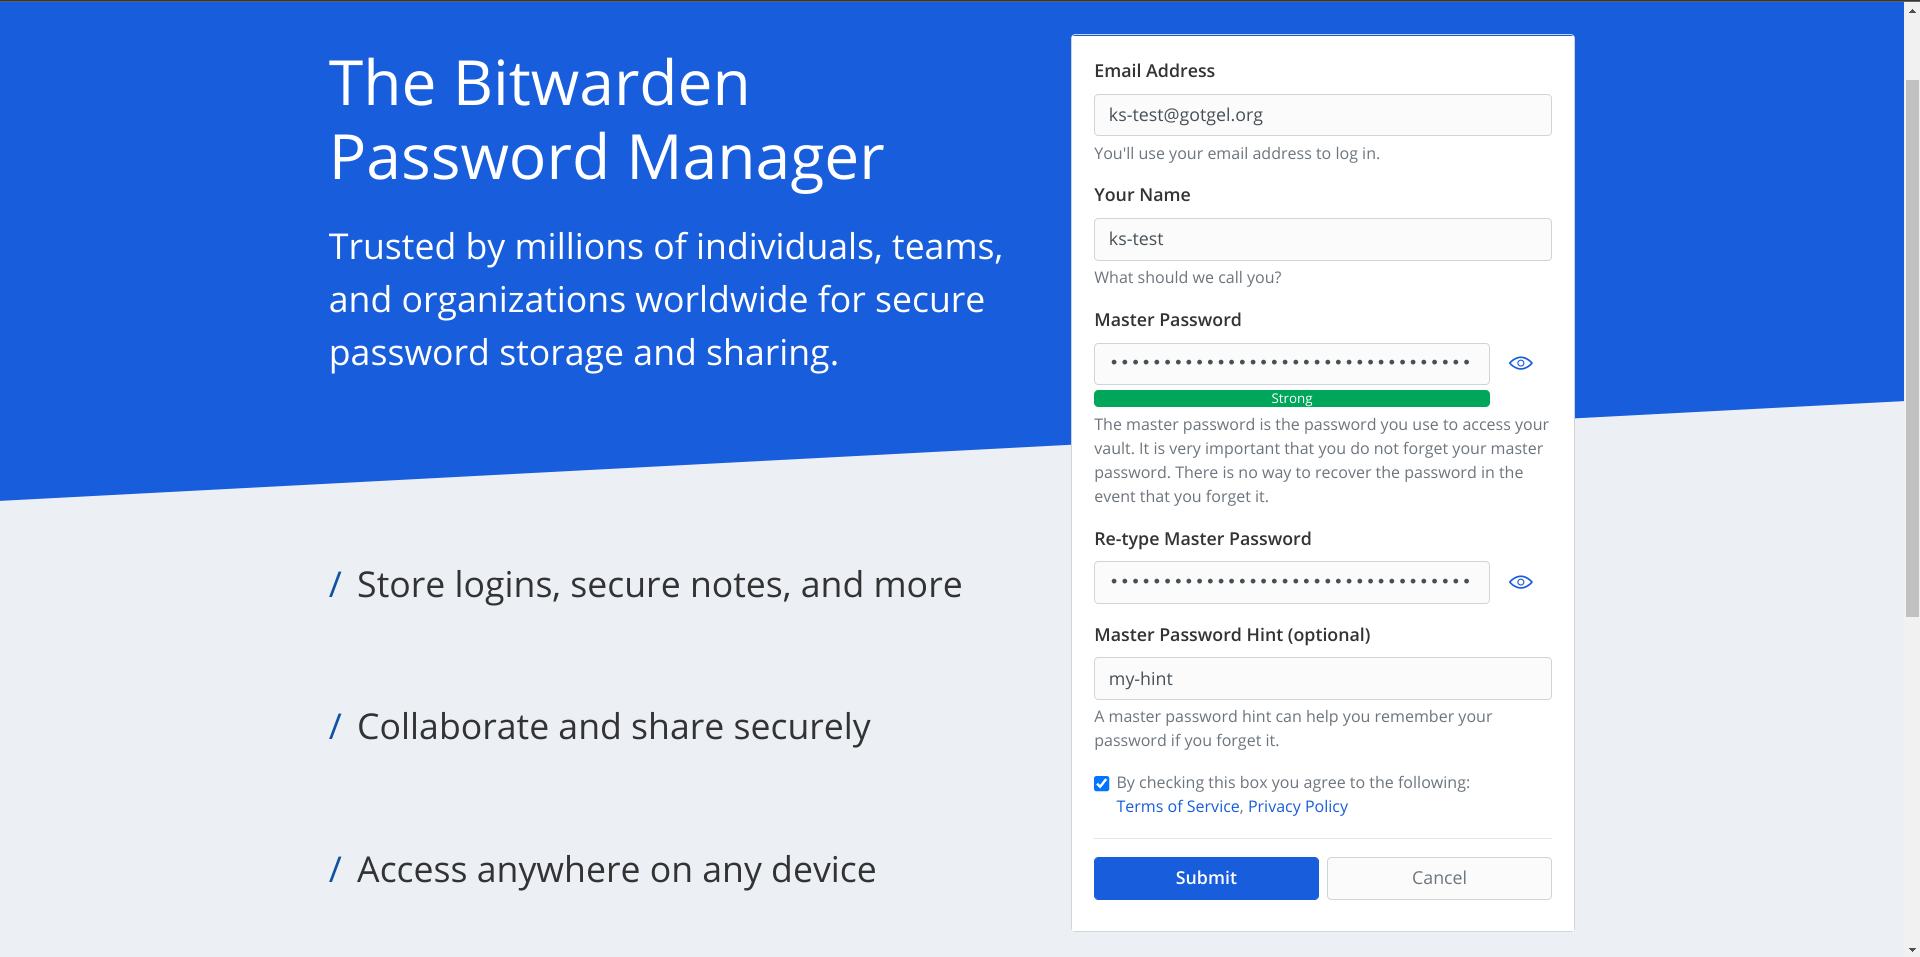 The Bitwarden
Password Manager
Trusted by millions of individuals, teams,
and organizations worldwide for secure
password storage and sharing.
/ Store logins, secure notes, and more
/ Collaborate and share securely
/ Access anywhere on any device
Email Address
ks-test@gotgel.org
You'll use your email address to log in.
Your Name
ks-test
What should we call you?
Master Password
••••••••••••••••••••••••••••••••••
Strong
The master password is the password you use to access your
vault. It is very important that you do not forget your master
password. There is no way to recover the password in the
event that you forget it.
Re-type Master Password
••••••••••••••••••••••••••••••••••
Master Password Hint (optional)
my-hint
A master password hint can help you remember your
password if you forget it.
By checking this box you agree to the following:
Terms of Service, Privacy Policy
Submit
Cancel